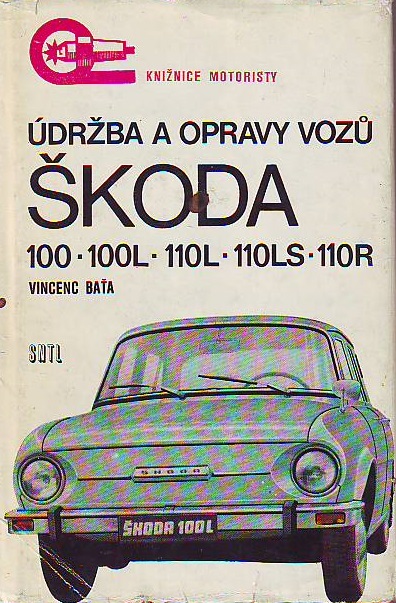 KNIŽNICE MOTORISTY
ÚDRŽBA A OPRAVY VOZŮ
ŠKODA
100 · 100L · 110L · 110LS · 110R
VINCENC BAŤA
SNTL
ŠKODA
ŠKODA 100L